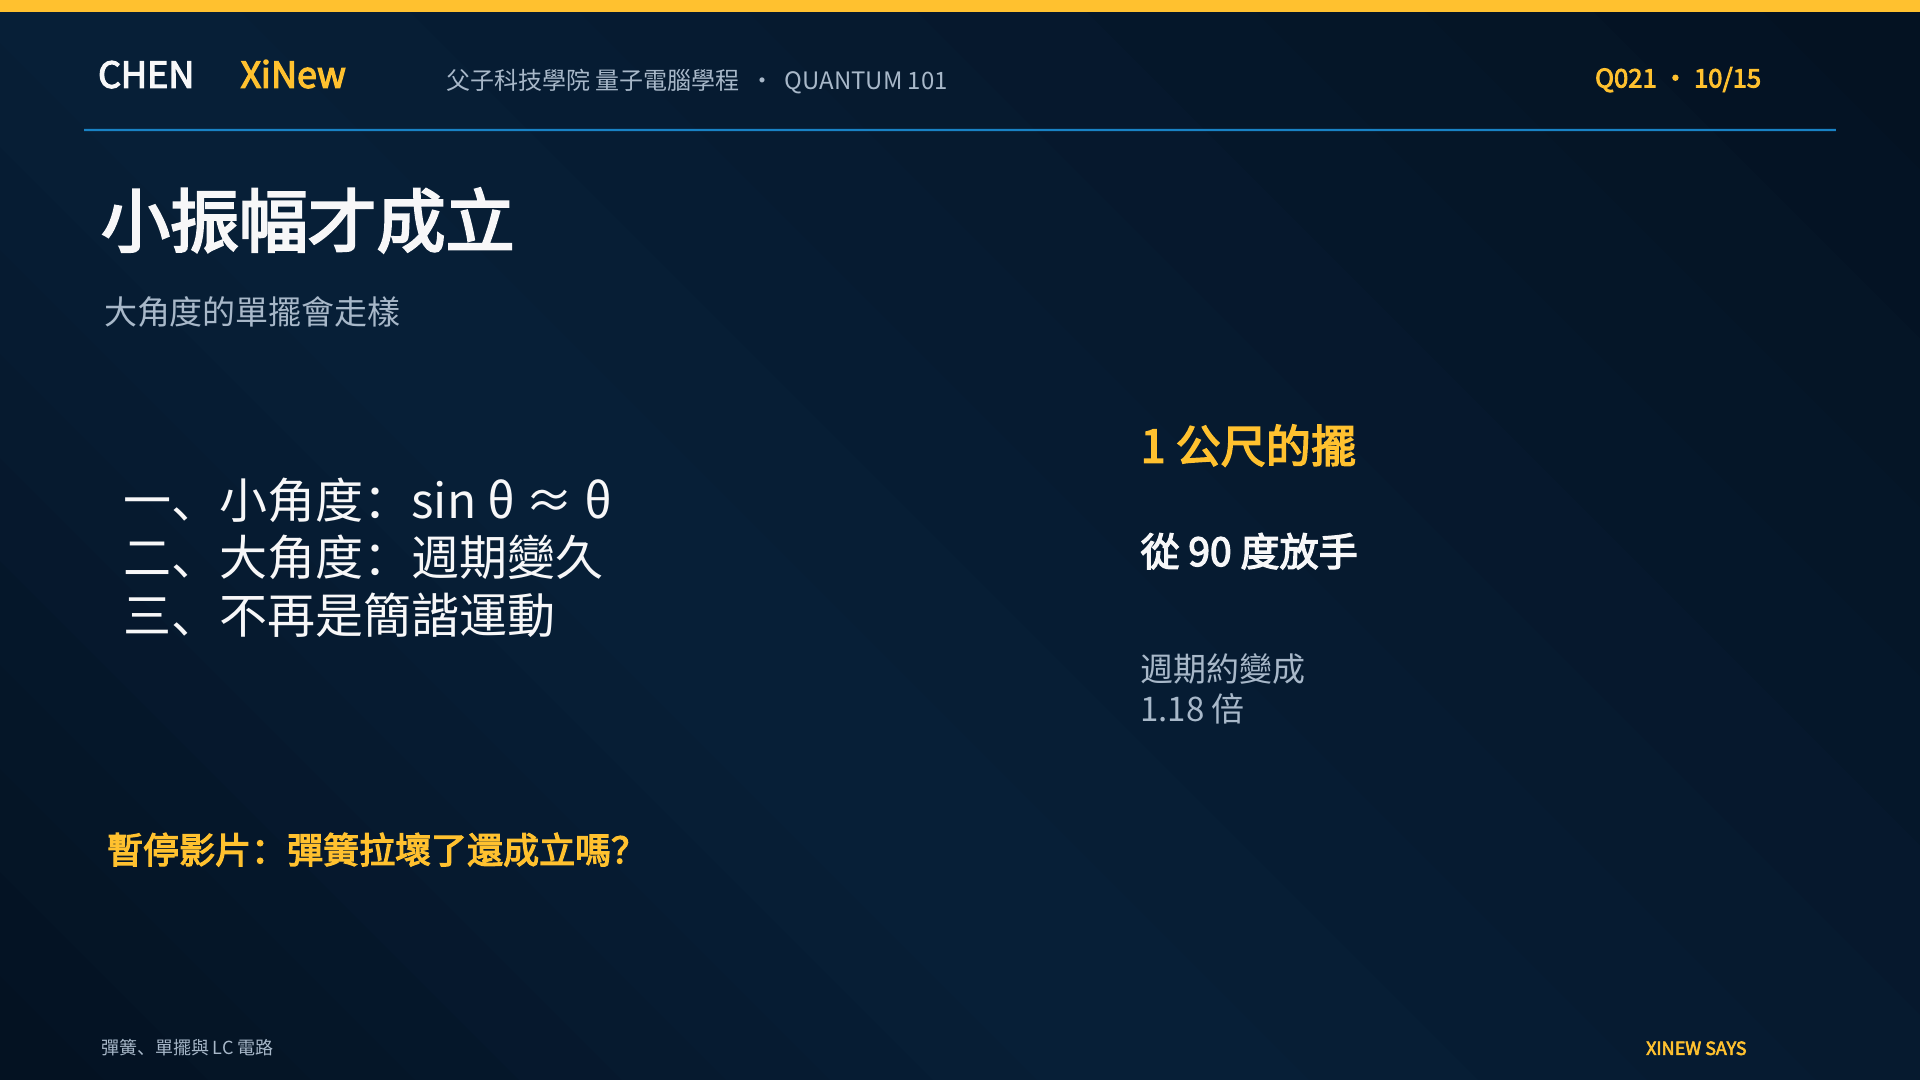 CHEN XiNew 父子科技學院 量子電腦學程 · QUANTUM 101 Q021 · 10/15
小振幅才成立
大角度的單擺會走樣
一、小角度：sin θ ≈ θ
二、大角度：週期變久
三、不再是簡諧運動
1 公尺的擺
從 90 度放手
週期約變成
1.18 倍
暫停影片：彈簧拉壞了還成立嗎？
彈簧、單擺與 LC 電路 XINEW SAYS